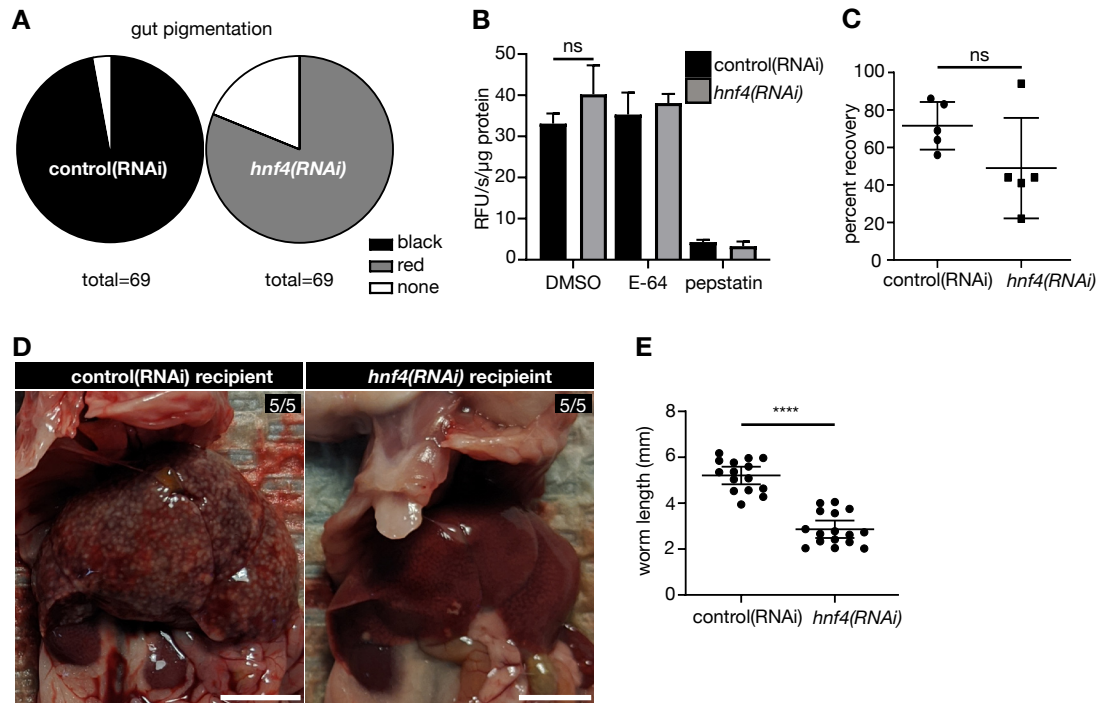 A
gut pigmentation
control(RNAi)
hnf4(RNAi)
total=69
total=69
black
red
none
B
RFU/s/µg protein
50
40
30
20
10
0
ns
control(RNAi)
hnf4(RNAi)
DMSO
E-64
pepstatin
C
percent recovery
100
80
60
40
20
0
ns
control(RNAi)
hnf4(RNAi)
D
control(RNAi) recipient
hnf4(RNAi) recipieint
5/5
5/5
E
worm length (mm)
8
6
4
2
0
****
control(RNAi)
hnf4(RNAi)